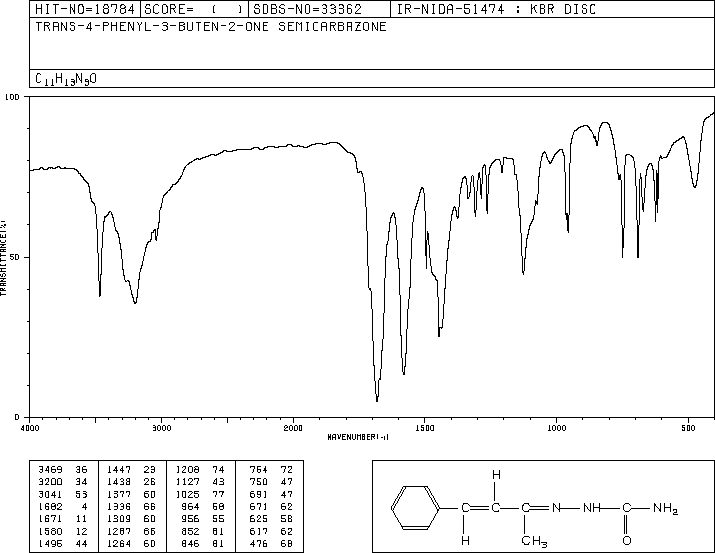 HIT-NO=18784 SCORE= ( ) SDBS-NO=33362 IR-NIDA-51474 : KBR DISC
TRANS-4-PHENYL-3-BUTEN-2-ONE SEMICARBAZONE
C11H13N3O
100
50
0
TRANSMITTANCE(%)
4000 3000 2000 1500 1000 500
WAVENUMBER(-1)
3469 36 1447 23 1208 74 764 72
3200 34 1438 26 1127 43 750 47
3041 53 1377 60 1025 77 691 47
1682 4 1336 66 964 60 671 62
1671 11 1309 60 956 55 625 58
1580 12 1287 66 852 81 617 62
1495 44 1264 60 846 81 476 68
H
C C C N NH C NH2
H CH3 O